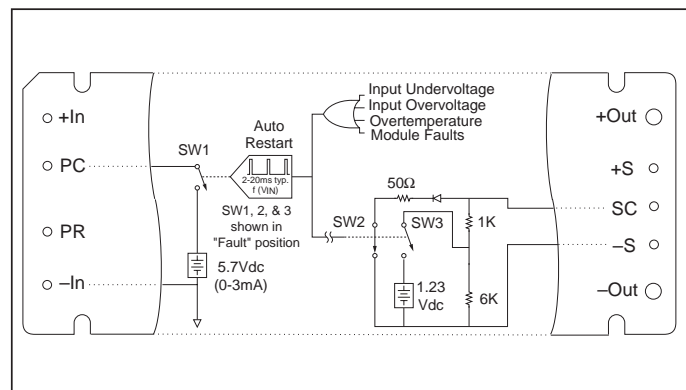 +In
PC
PR
–In
SW1
5.7Vdc
(0-3mA)
Auto
Restart
2-20ms typ.
f (VIN)
SW1, 2, & 3
shown in
"Fault" position
Input Undervoltage
Input Overvoltage
Overtemperature
Module Faults
50Ω
SW2
SW3
1K
1.23
Vdc
6K
+Out
+S
SC
–S
–Out